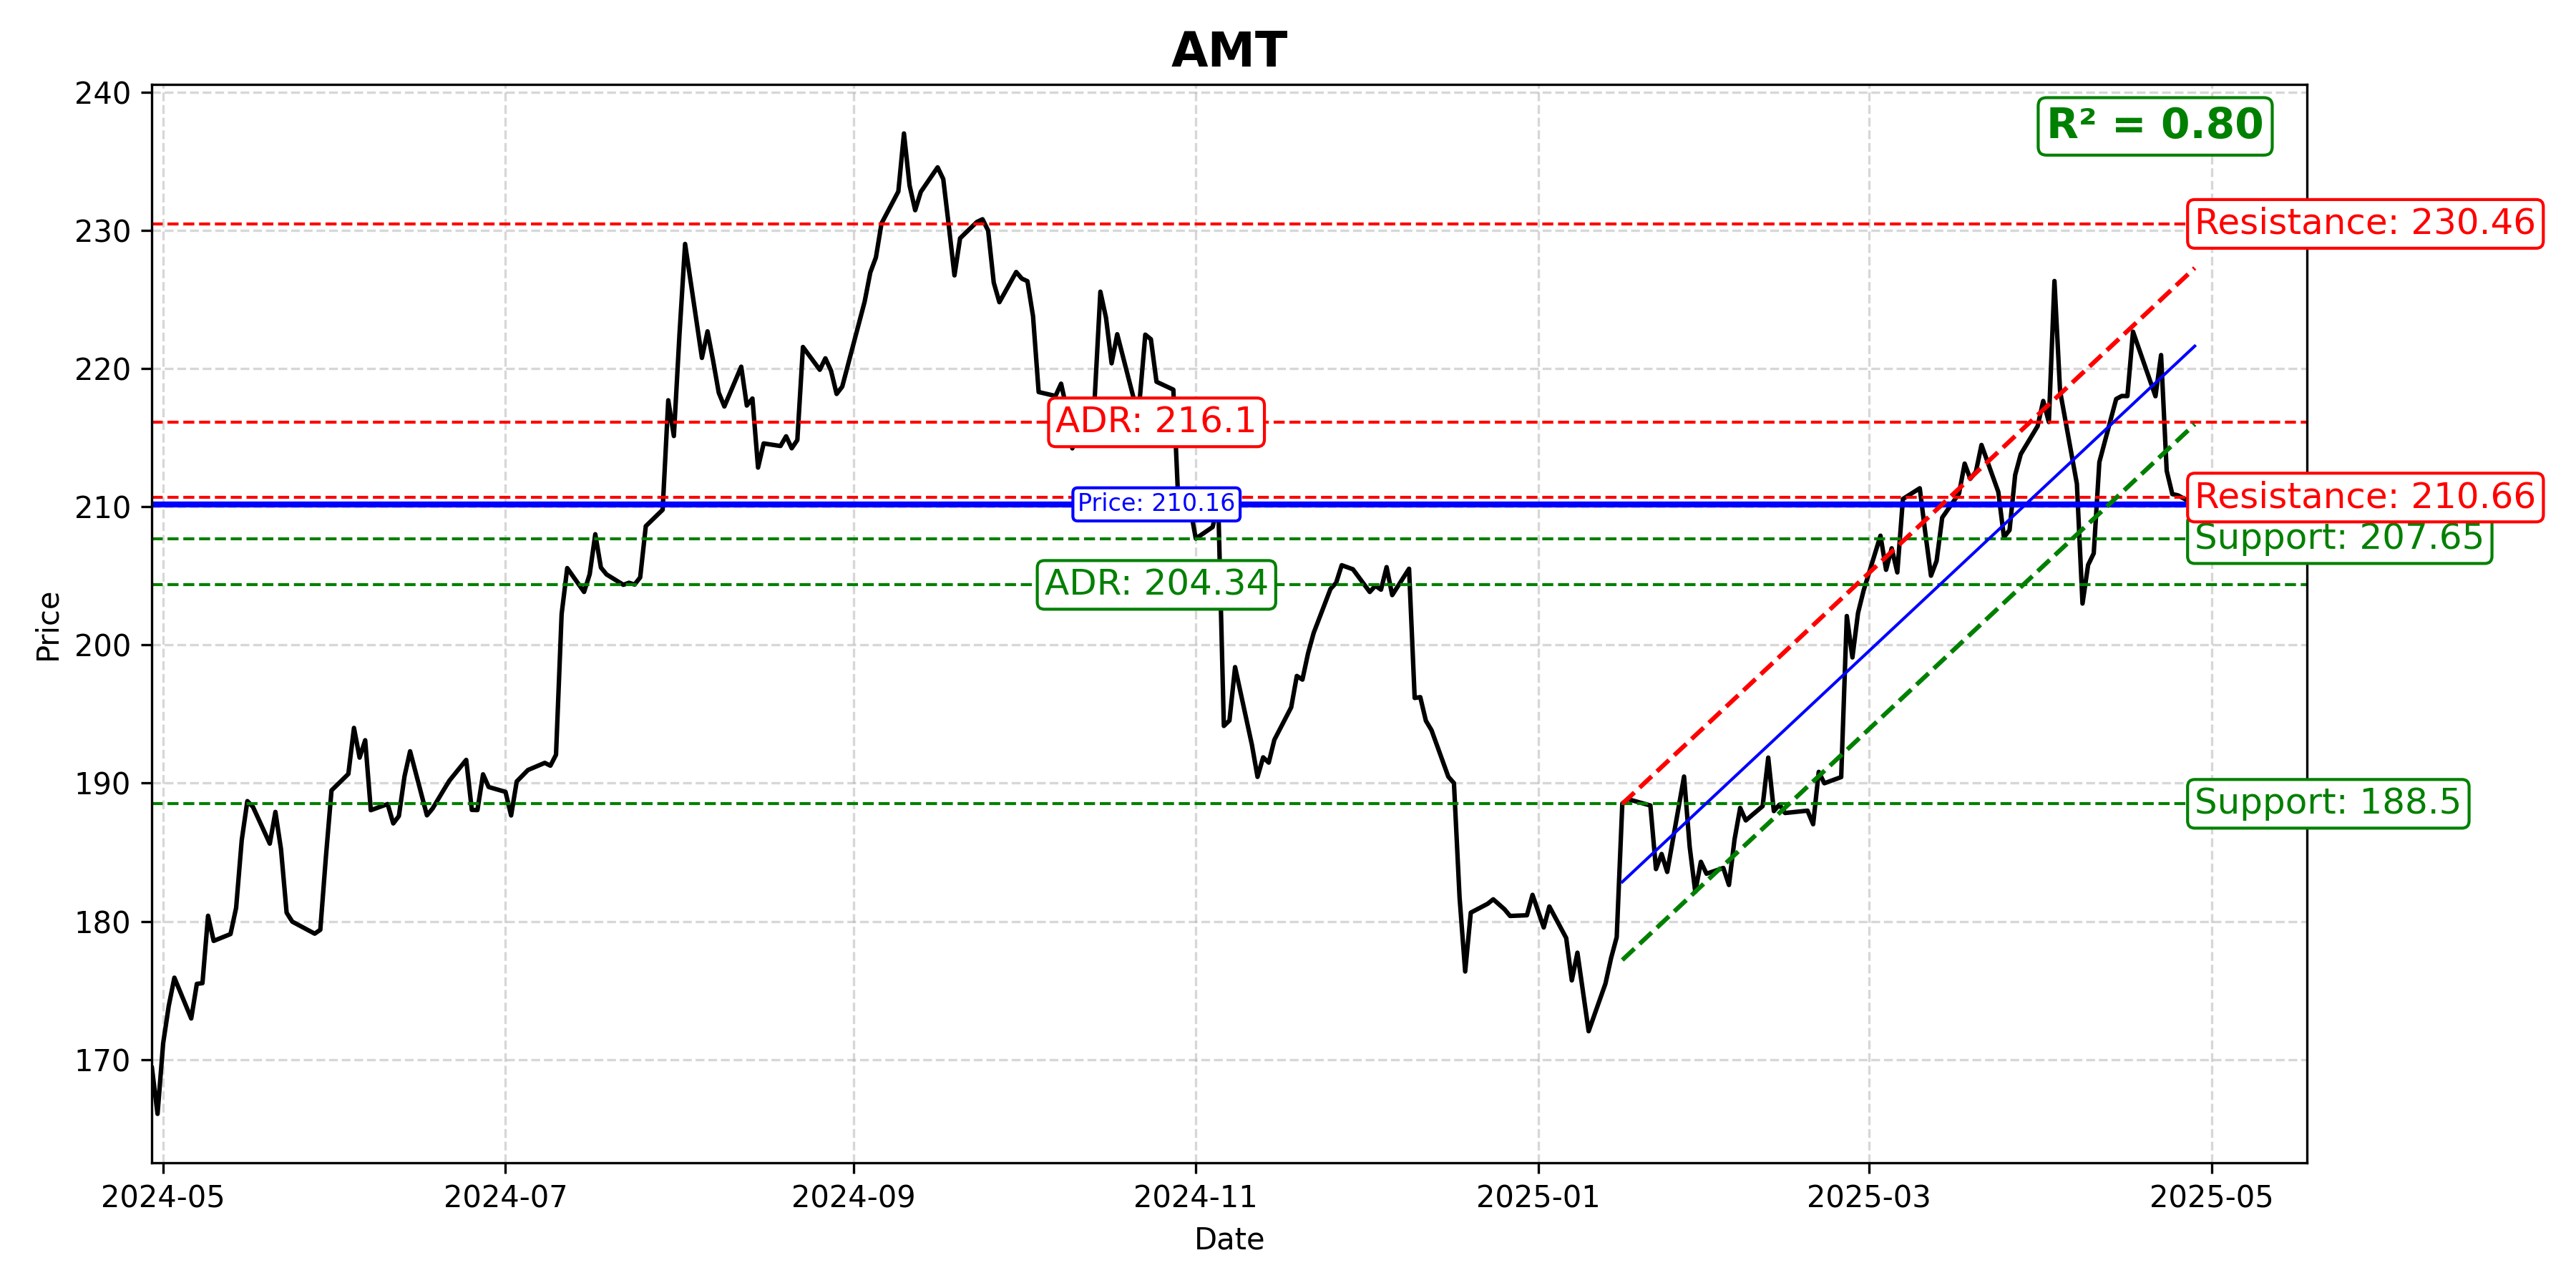 AMT
R² = 0.80
240
230
220
210
200
190
180
170
Price
Resistance: 230.46
ADR: 216.1
Resistance: 210.66
Price: 210.16
Support: 207.65
ADR: 204.34
Support: 188.5
2024-05
2024-07
2024-09
2024-11
2025-01
2025-03
2025-05
Date